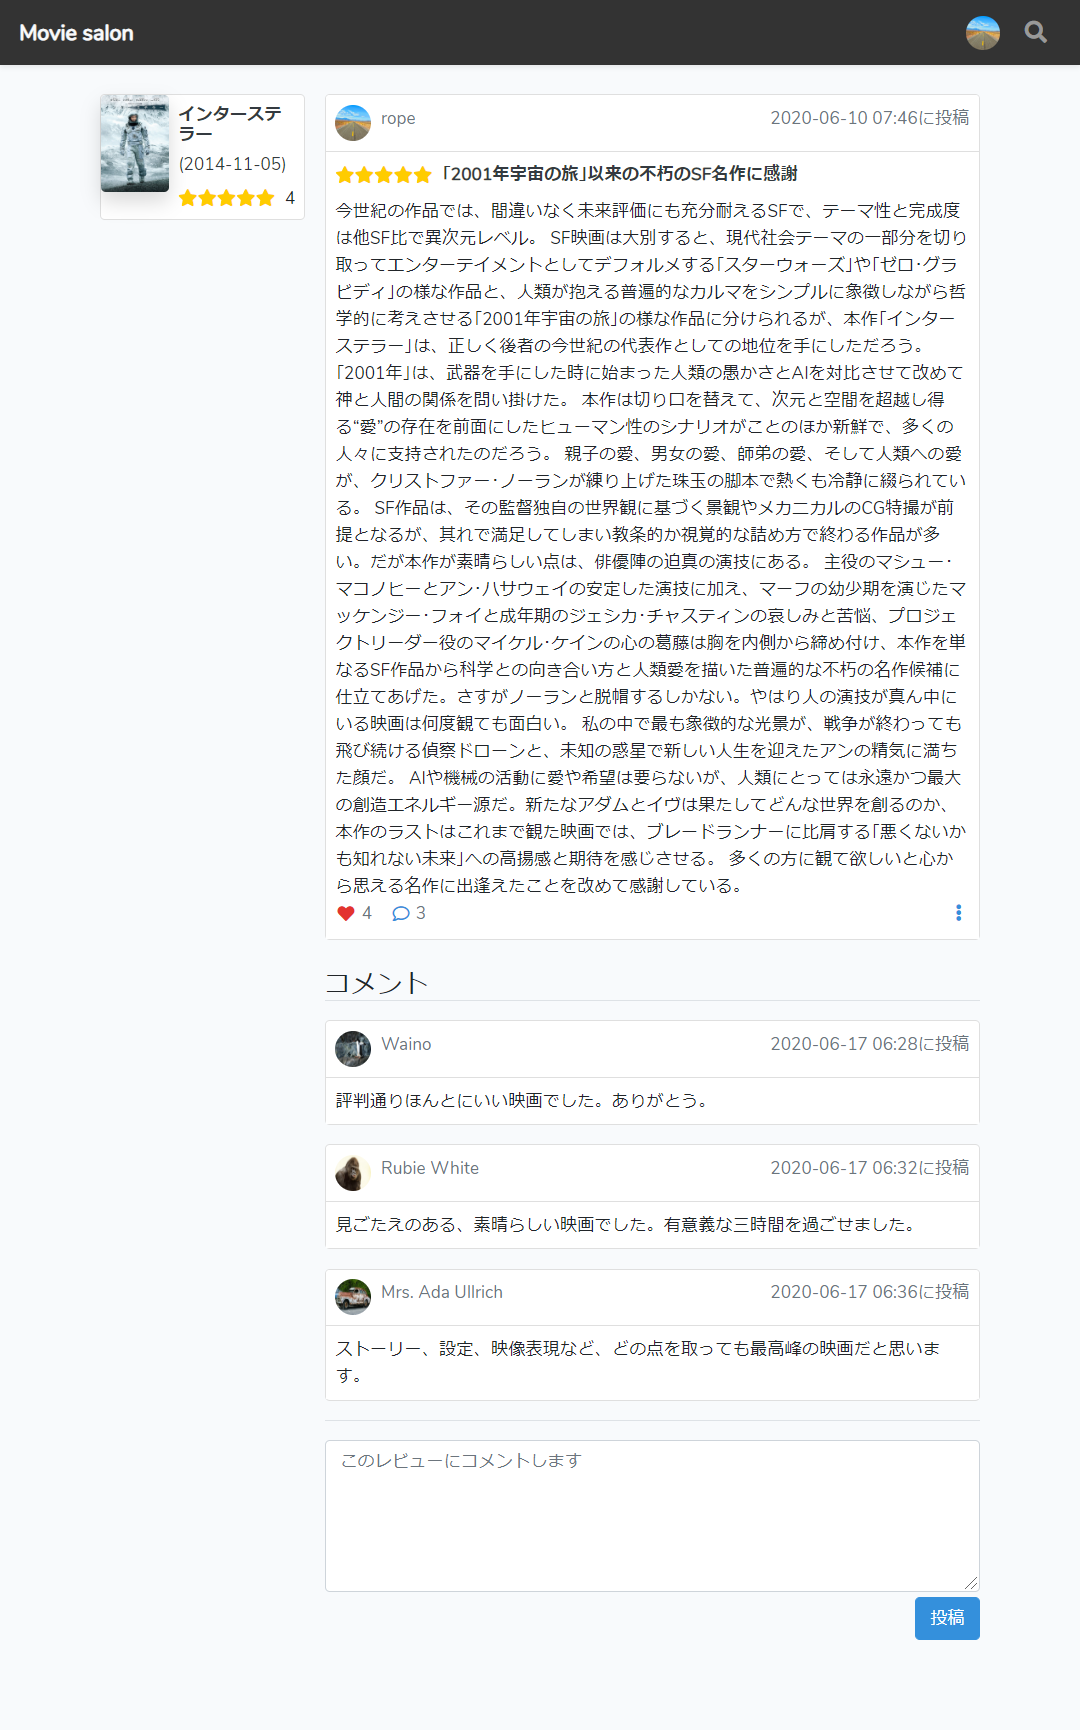 Movie salon
インターステ
ラー
(2014-11-05)
4
rope
2020-06-10 07:46に投稿
「2001年宇宙の旅」以来の不朽のSF名作に感謝
今世紀の作品では、間違いなく未来評価にも充分耐えるSFで、テーマ性と完成度
は他SF比で異次元レベル。 SF映画は大別すると、現代社会テーマの一部分を切り
取ってエンターテイメントとしてデフォルメする「スターウォーズ」や「ゼロ・グラ
ビディ」の様な作品と、人類が抱える普遍的なカルマをシンプルに象徴しながら哲
学的に考えさせる「2001年宇宙の旅」の様な作品に分けられるが、本作「インター
ステラー」は、正しく後者の今世紀の代表作としての地位を手にしただろう。
「2001年」は、武器を手にした時に始まった人類の愚かさとAIを対比させて改めて
神と人間の関係を問い掛けた。 本作は切り口を替えて、次元と空間を超越し得
る“愛”の存在を前面にしたヒューマン性のシナリオがことのほか新鮮で、多くの
人々に支持されたのだろう。 親子の愛、男女の愛、師弟の愛、そして人類への愛
が、クリストファー・ノーランが練り上げた珠玉の脚本で熱くも冷静に綴られてい
る。 SF作品は、その監督独自の世界観に基づく景観やメカニカルのCG特撮が前
提となるが、其れで満足してしまい教条的か視覚的な詰め方で終わる作品が多
い。だが本作が素晴らしい点は、俳優陣の迫真の演技にある。 主役のマシュー・
マコノヒーとアン・ハサウェイの安定した演技に加え、マーフの幼少期を演じたマ
ッケンジー・フォイと成年期のジェシカ・チャスティンの哀しみと苦悩、プロジェ
クトリーダー役のマイケル・ケインの心の葛藤は胸を内側から締め付け、本作を単
なるSF作品から科学との向き合い方と人類愛を描いた普遍的な不朽の名作候補に
仕立てあげた。さすがノーランと脱帽するしかない。やはり人の演技が真ん中に
いる映画は何度観ても面白い。 私の中で最も象徴的な光景が、戦争が終わっても
飛び続ける偵察ドローンと、未知の惑星で新しい人生を迎えたアンの精気に満ち
た顔だ。 AIや機械の活動に愛や希望は要らないが、人類にとっては永遠かつ最大
の創造エネルギー源だ。新たなアダムとイヴは果たしてどんな世界を創るのか、
本作のラストはこれまで観た映画では、ブレードランナーに比肩する「悪くないか
も知れない未来」への高揚感と期待を感じさせる。 多くの方に観て欲しいと心か
ら思える名作に出逢えたことを改めて感謝している。
4 3
コメント
Waino
2020-06-17 06:28に投稿
評判通りほんとにいい映画でした。ありがとう。
Rubie White
2020-06-17 06:32に投稿
見ごたえのある、素晴らしい映画でした。有意義な三時間を過ごせました。
Mrs. Ada Ullrich
2020-06-17 06:36に投稿
ストーリー、設定、映像表現など、どの点を取っても最高峰の映画だと思いま
す。
このレビューにコメントします
投稿